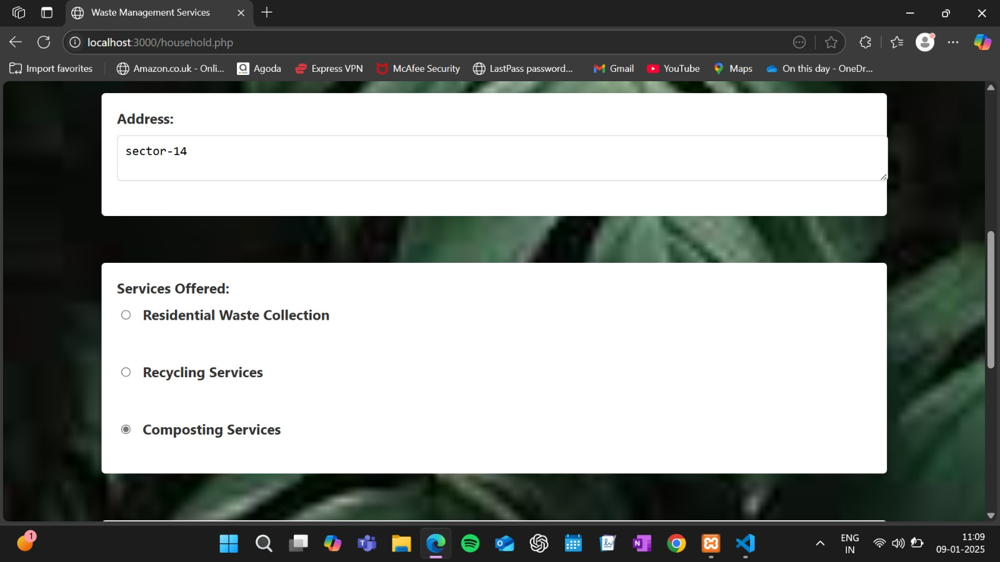 Waste Management Services
localhost:3000/household.php
Import favorites
Amazon.co.uk - Onli...
Agoda
Express VPN
McAfee Security
LastPass password...
Gmail
YouTube
Maps
On this day - OneDr...
Address:
sector-14
Services Offered:
Residential Waste Collection
Recycling Services
Composting Services
1
ENG
IN
11:09
09-01-2025